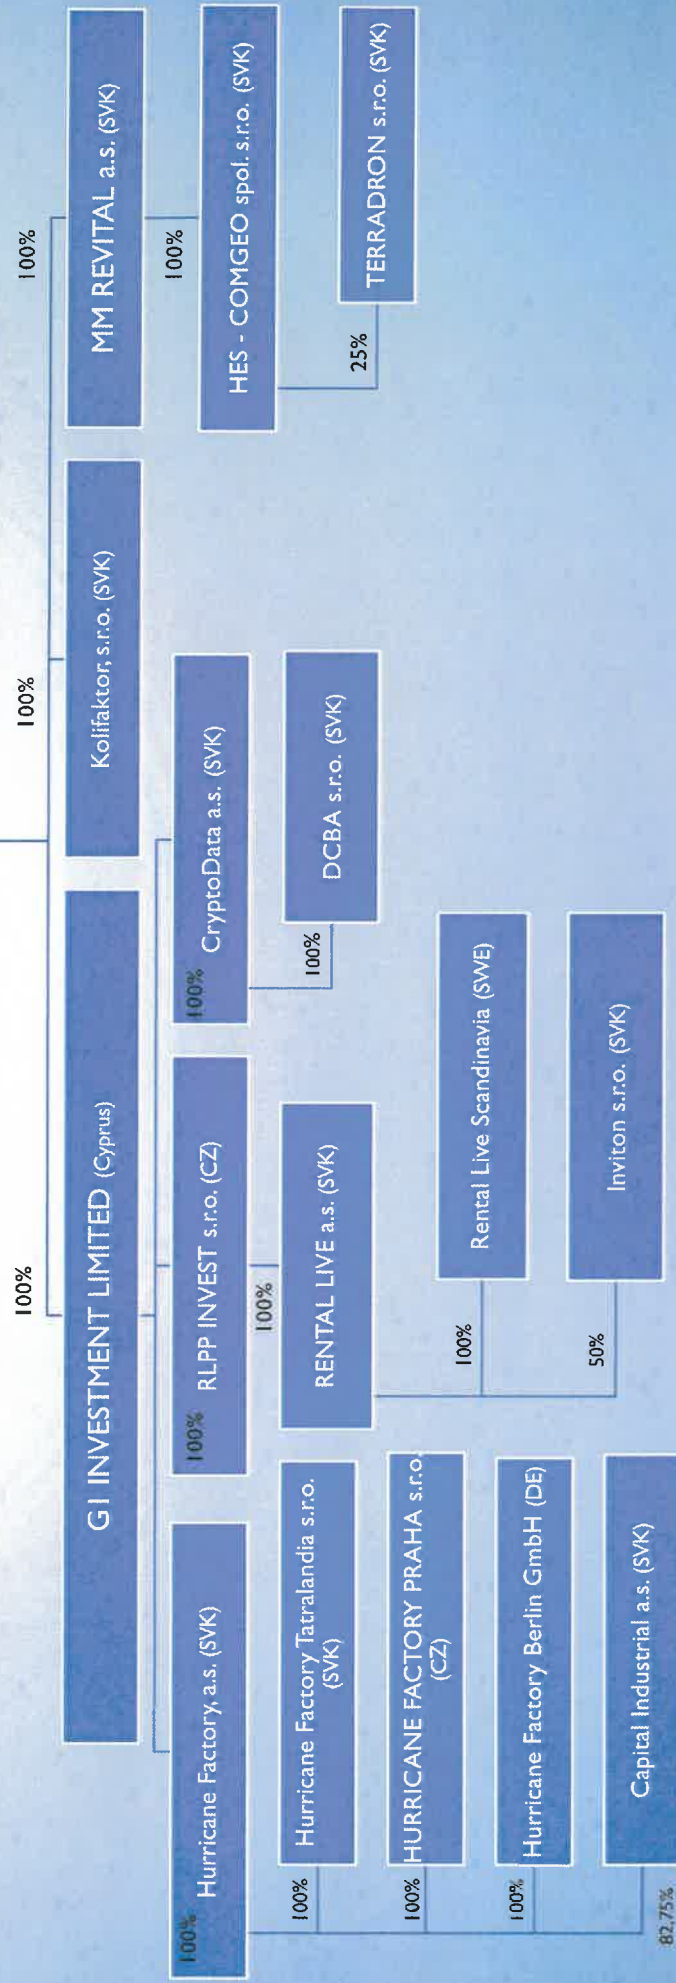 100%
100%
100%
GI INVESTMENT LIMITED (Cyprus)
Kolifaktor, s.r.o. (SVK)
MM REVITAL a.s. (SVK)
100%
Hurricane Factory, a.s. (SVK)
100%
RLPP INVEST s.r.o. (CZ)
100%
CryptoData a.s. (SVK)
100%
HES - COMGEO spol. s.r.o. (SVK)
100%
Hurricane Factory Tatralandia s.r.o.
(SVK)
100%
RENTAL LIVE a.s. (SVK)
100%
DCBA s.r.o. (SVK)
25%
TERRADRON s.r.o. (SVK)
100%
HURRICANE FACTORY PRAHA s.r.o.
(CZ)
100%
Rental Live Scandinavia (SWE)
100%
Hurricane Factory Berlin GmbH (DE)
50%
Inviton s.r.o. (SVK)
82,75%
Capital Industrial a.s. (SVK)